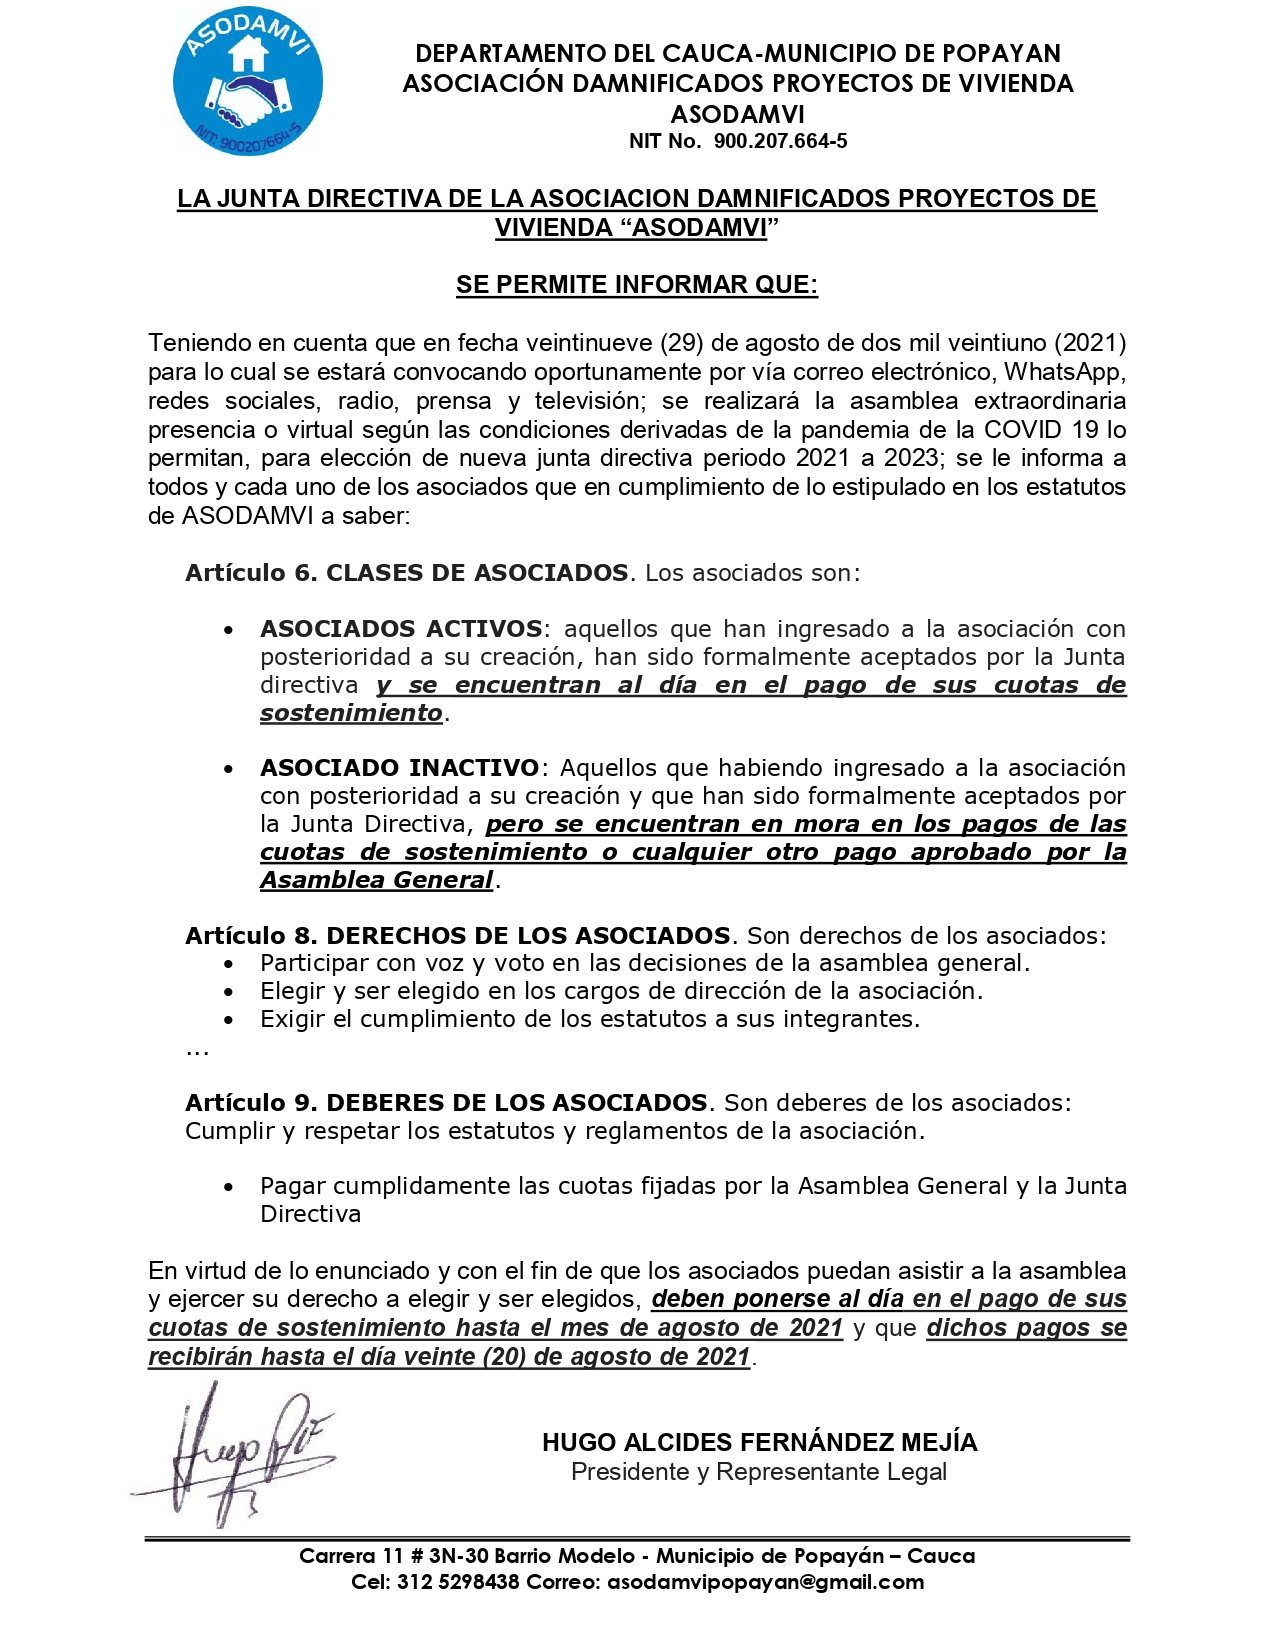 ASODAMVI
NIT: 900207664-5
DEPARTAMENTO DEL CAUCA-MUNICIPIO DE POPAYAN
ASOCIACIÓN DAMNIFICADOS PROYECTOS DE VIVIENDA
ASODAMVI
NIT No. 900.207.664-5
LA JUNTA DIRECTIVA DE LA ASOCIACION DAMNIFICADOS PROYECTOS DE
VIVIENDA “ASODAMVI”
SE PERMITE INFORMAR QUE:
Teniendo en cuenta que en fecha veintinueve (29) de agosto de dos mil veintiuno (2021)
para lo cual se estará convocando oportunamente por vía correo electrónico, WhatsApp,
redes sociales, radio, prensa y televisión; se realizará la asamblea extraordinaria
presencia o virtual según las condiciones derivadas de la pandemia de la COVID 19 lo
permitan, para elección de nueva junta directiva periodo 2021 a 2023; se le informa a
todos y cada uno de los asociados que en cumplimiento de lo estipulado en los estatutos
de ASODAMVI a saber:
Artículo 6. CLASES DE ASOCIADOS. Los asociados son:
• ASOCIADOS ACTIVOS: aquellos que han ingresado a la asociación con
posterioridad a su creación, han sido formalmente aceptados por la Junta
directiva y se encuentran al día en el pago de sus cuotas de
sostenimiento.
• ASOCIADO INACTIVO: Aquellos que habiendo ingresado a la asociación
con posterioridad a su creación y que han sido formalmente aceptados por
la Junta Directiva, pero se encuentran en mora en los pagos de las
cuotas de sostenimiento o cualquier otro pago aprobado por la
Asamblea General.
Artículo 8. DERECHOS DE LOS ASOCIADOS. Son derechos de los asociados:
• Participar con voz y voto en las decisiones de la asamblea general.
• Elegir y ser elegido en los cargos de dirección de la asociación.
• Exigir el cumplimiento de los estatutos a sus integrantes.
...
Artículo 9. DEBERES DE LOS ASOCIADOS. Son deberes de los asociados:
Cumplir y respetar los estatutos y reglamentos de la asociación.
• Pagar cumplidamente las cuotas fijadas por la Asamblea General y la Junta
Directiva
En virtud de lo enunciado y con el fin de que los asociados puedan asistir a la asamblea
y ejercer su derecho a elegir y ser elegidos, deben ponerse al día en el pago de sus
cuotas de sostenimiento hasta el mes de agosto de 2021 y que dichos pagos se
recibirán hasta el día veinte (20) de agosto de 2021.
Hugo
HUGO ALCIDES FERNÁNDEZ MEJÍA
Presidente y Representante Legal
Carrera 11 # 3N-30 Barrio Modelo - Municipio de Popayán – Cauca
Cel: 312 5298438 Correo: asodamvipopayan@gmail.com